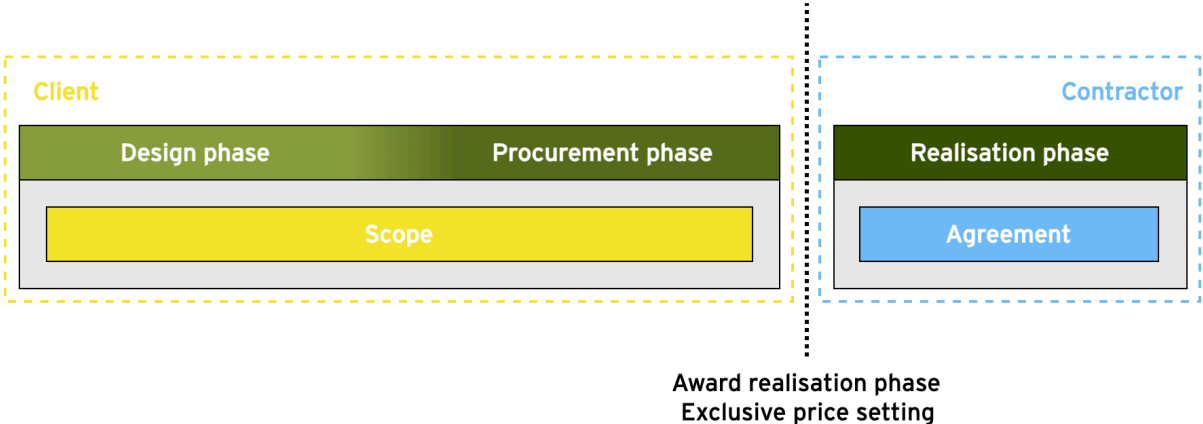 Client
Contractor
Design phase
Procurement phase
Realisation phase
Scope
Agreement
Award realisation phase
Exclusive price setting